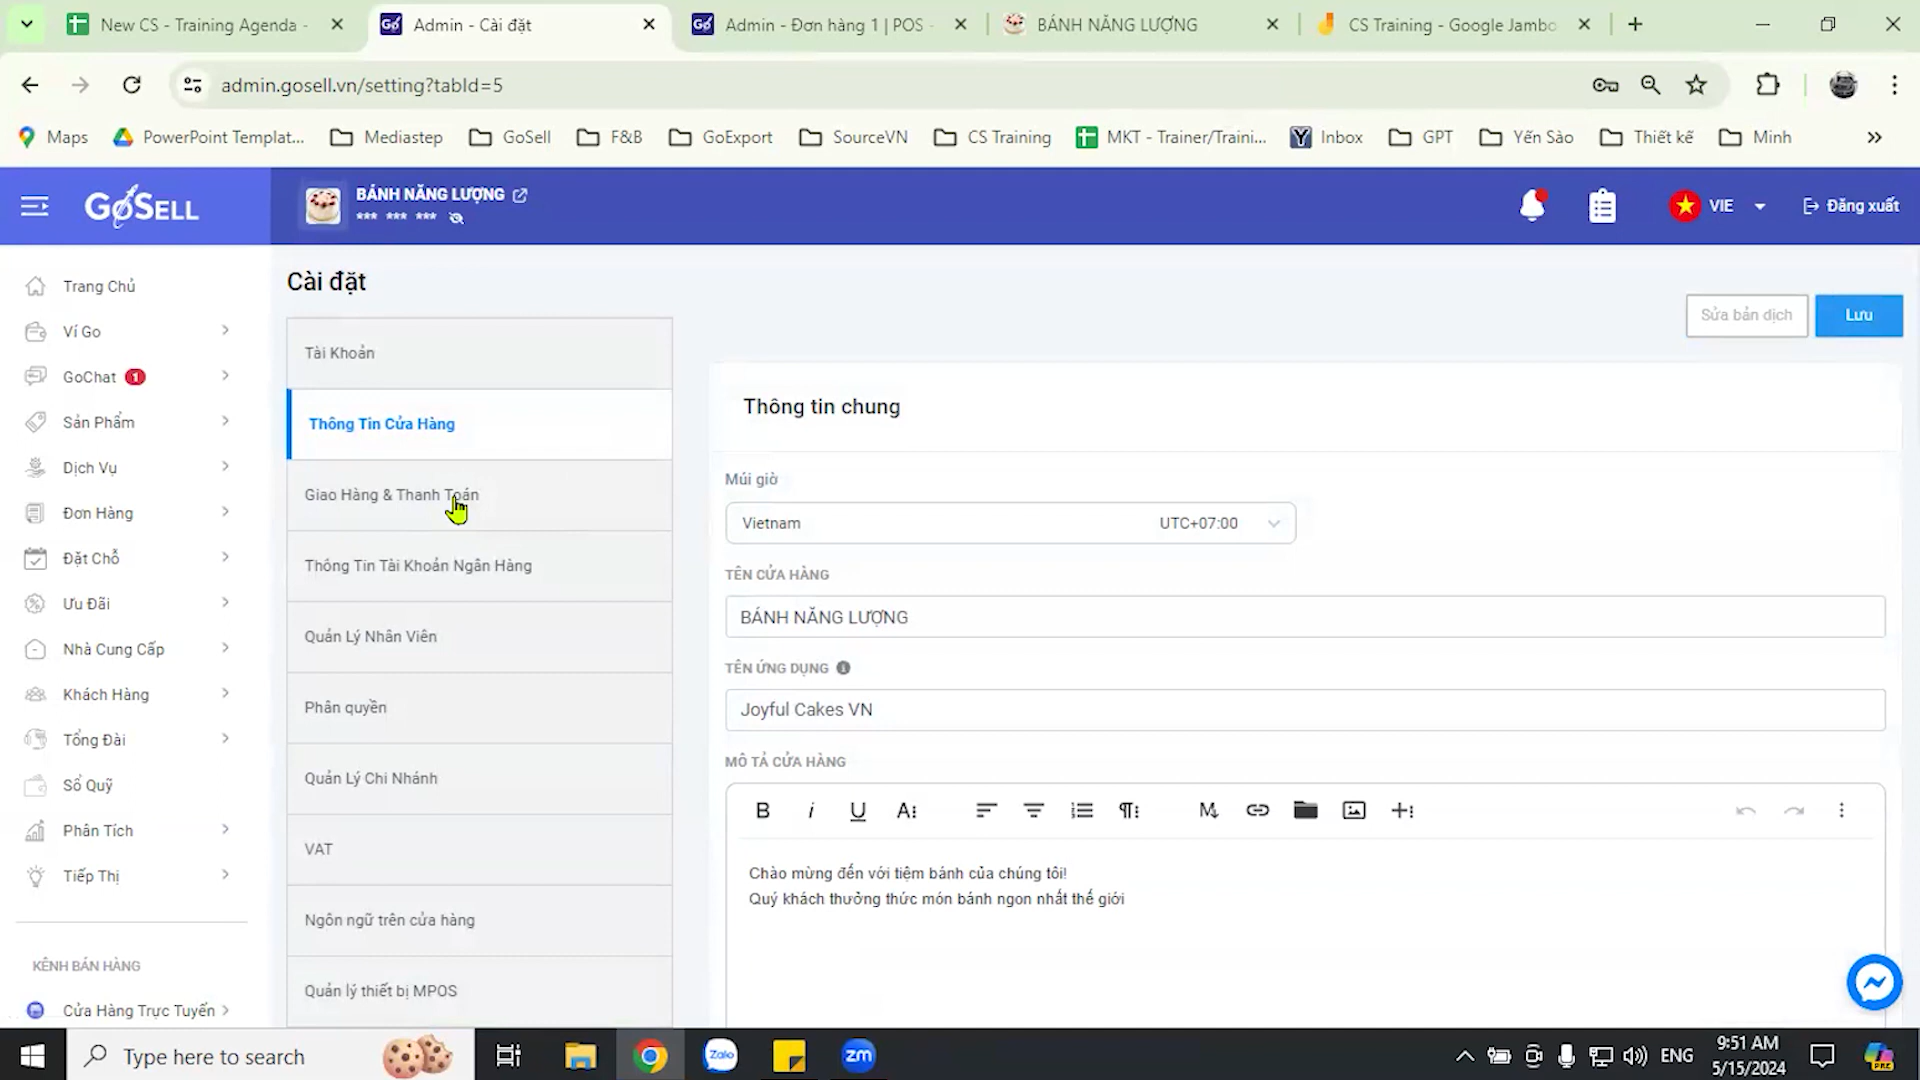 New CS - Training Agenda -
Admin - Cài đặt
Admin - Đơn hàng 1 | POS -
BÁNH NĂNG LƯỢNG
CS Training - Google Jambo
admin.gosell.vn/setting?tabId=5
Maps
PowerPoint Templat...
Mediastep
GoSell
F&B
GoExport
SourceVN
CS Training
MKT - Trainer/Traini...
Inbox
GPT
Yến Sào
Thiết kế
Minh
GoSELL
BÁNH NĂNG LƯỢNG
*** *** ***
VIE
Đăng xuất
Trang Chủ
Ví Go
GoChat 1
Sản Phẩm
Dịch Vụ
Đơn Hàng
Đặt Chỗ
Ưu Đãi
Nhà Cung Cấp
Khách Hàng
Tổng Đài
Sổ Quỹ
Phân Tích
Tiếp Thị
KÊNH BÁN HÀNG
Cửa Hàng Trực Tuyến
Cài đặt
Tài Khoản
Thông Tin Cửa Hàng
Giao Hàng & Thanh Toán
Thông Tin Tài Khoản Ngân Hàng
Quản Lý Nhân Viên
Phân quyền
Quản Lý Chi Nhánh
VAT
Ngôn ngữ trên cửa hàng
Quản lý thiết bị MPOS
Sửa bản dịch
Lưu
Thông tin chung
Múi giờ
Vietnam UTC+07:00
TÊN CỬA HÀNG
BÁNH NĂNG LƯỢNG
TÊN ỨNG DỤNG
Joyful Cakes VN
MÔ TẢ CỬA HÀNG
Chào mừng đến với tiệm bánh của chúng tôi!
Quý khách thưởng thức món bánh ngon nhất thế giới
Type here to search
Zalo
zm
ENG
9:51 AM
5/15/2024
PRE